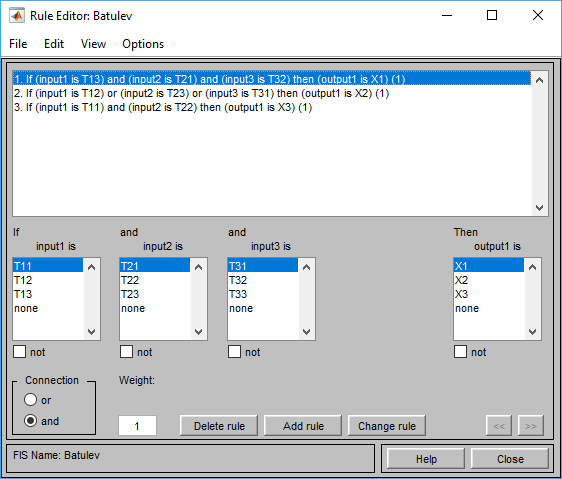 Rule Editor: Batulev
File Edit View Options
1. If (input1 is T13) and (input2 is T21) and (input3 is T32) then (output1 is X1) (1)
2. If (input1 is T12) or (input2 is T23) or (input3 is T31) then (output1 is X2) (1)
3. If (input1 is T11) and (input2 is T22) then (output1 is X3) (1)
If and and Then
input1 is input2 is input3 is output1 is
T11 T21 T31 X1
T12 T22 T32 X2
T13 T23 T33 X3
none none none none
not not not not
Connection Weight:
or
and 1 Delete rule Add rule Change rule << >>
FIS Name: Batulev Help Close